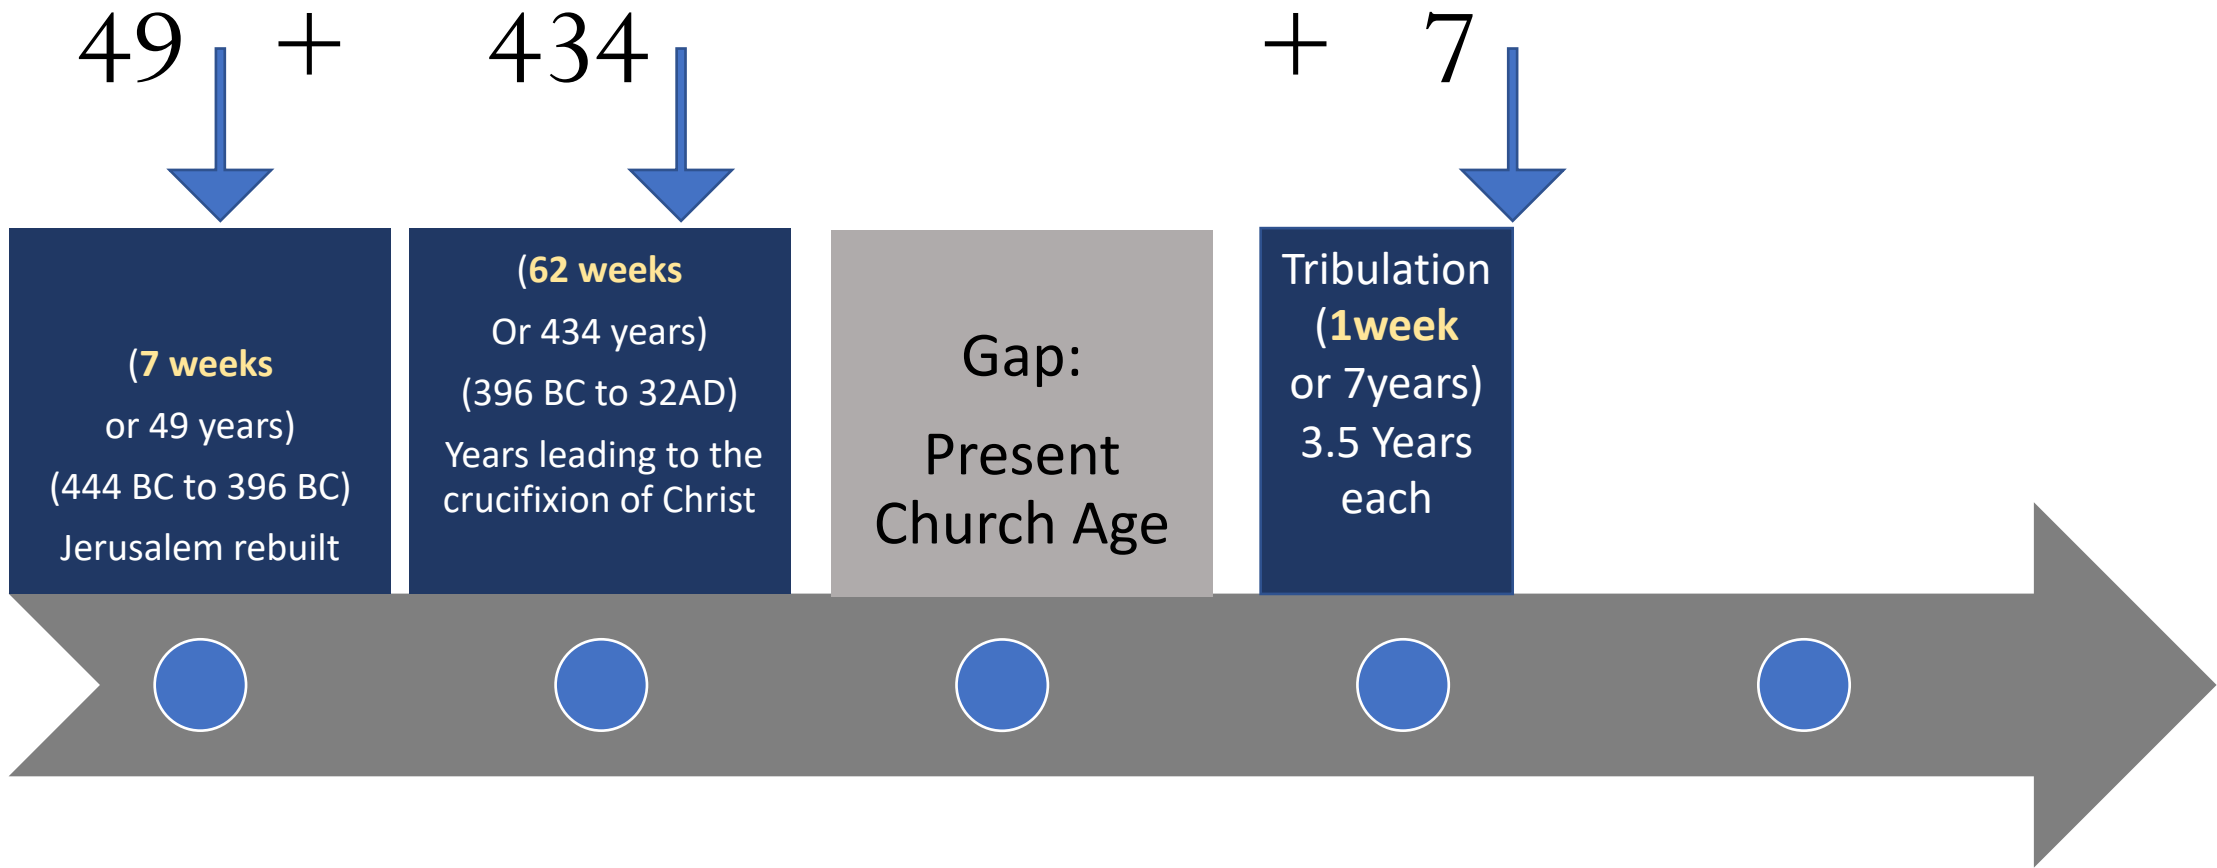 49 + 434 + 7
(7 weeks
or 49 years)
(444 BC to 396 BC)
Jerusalem rebuilt
(62 weeks
Or 434 years)
(396 BC to 32AD)
Years leading to the
crucifixion of Christ
Gap:
Present
Church Age
Tribulation
(1week
or 7years)
3.5 Years
each